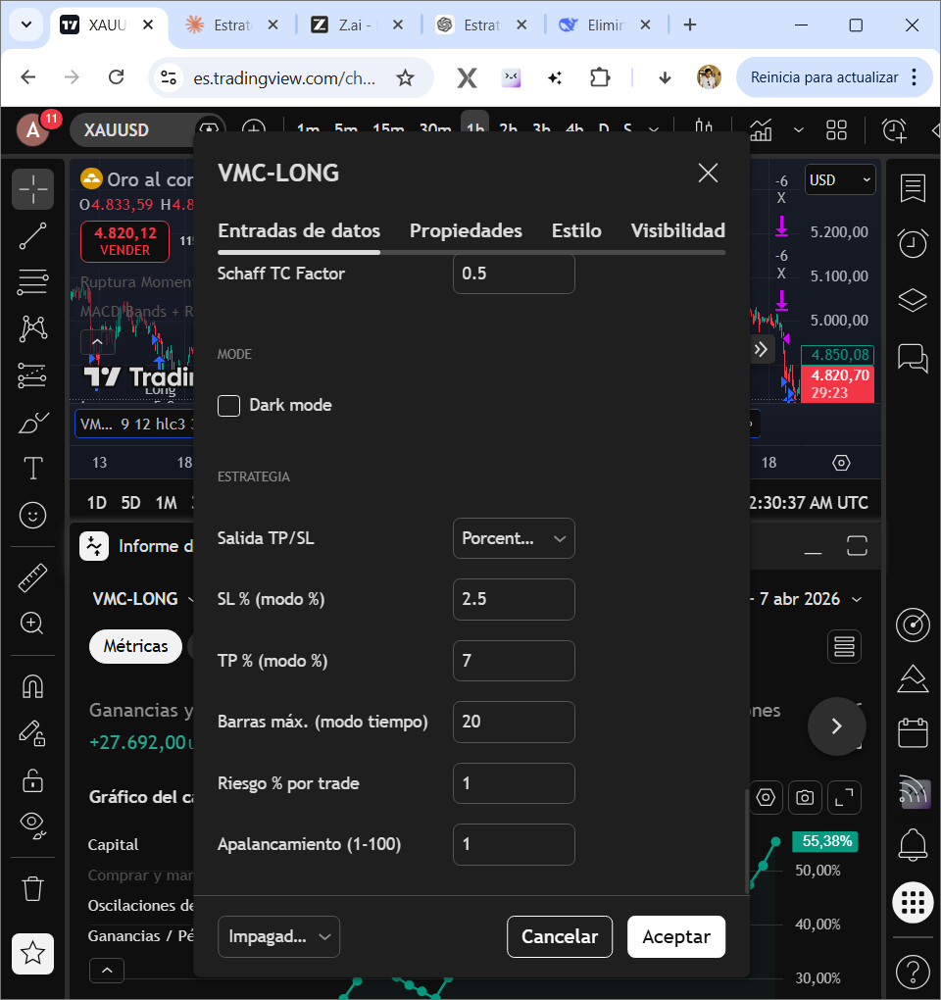 XAUU
Estrate
Z.ai -
Estrat
Elimin
es.tradingview.com/ch...
Reinicia para actualizar
A
11
XAUUSD
1m 5m 15m 30m 1h 2h 3h 4h D S
Oro al cor
O4.833,59 H4.8
4.820,12
VENDER
Ruptura Momen
MACD Bands + R
Tradin
Long
VM... 9 12 hlc3
13
18
1D 5D 1M
Informe d
VMC-LONG
Métricas
Ganancias y
+27.692,00
Gráfico del ca
Capital
Comprar y mar
Oscilaciones de
Ganancias / Pé
VMC-LONG
Entradas de datos
Propiedades
Estilo
Visibilidad
Schaff TC Factor
0.5
MODE
Dark mode
ESTRATEGIA
Salida TP/SL
Porcent...
SL % (modo %)
2.5
TP % (modo %)
7
Barras máx. (modo tiempo)
20
Riesgo % por trade
1
Apalancamiento (1-100)
1
Impagad...
Cancelar
Aceptar
-6
X
-6
X
USD
5.200,00
5.100,00
5.000,00
4.850,08
4.820,70
29:23
18
2:30:37 AM UTC
- 7 abr 2026
nes
55,38%
50,00%
40,00%
30,00%